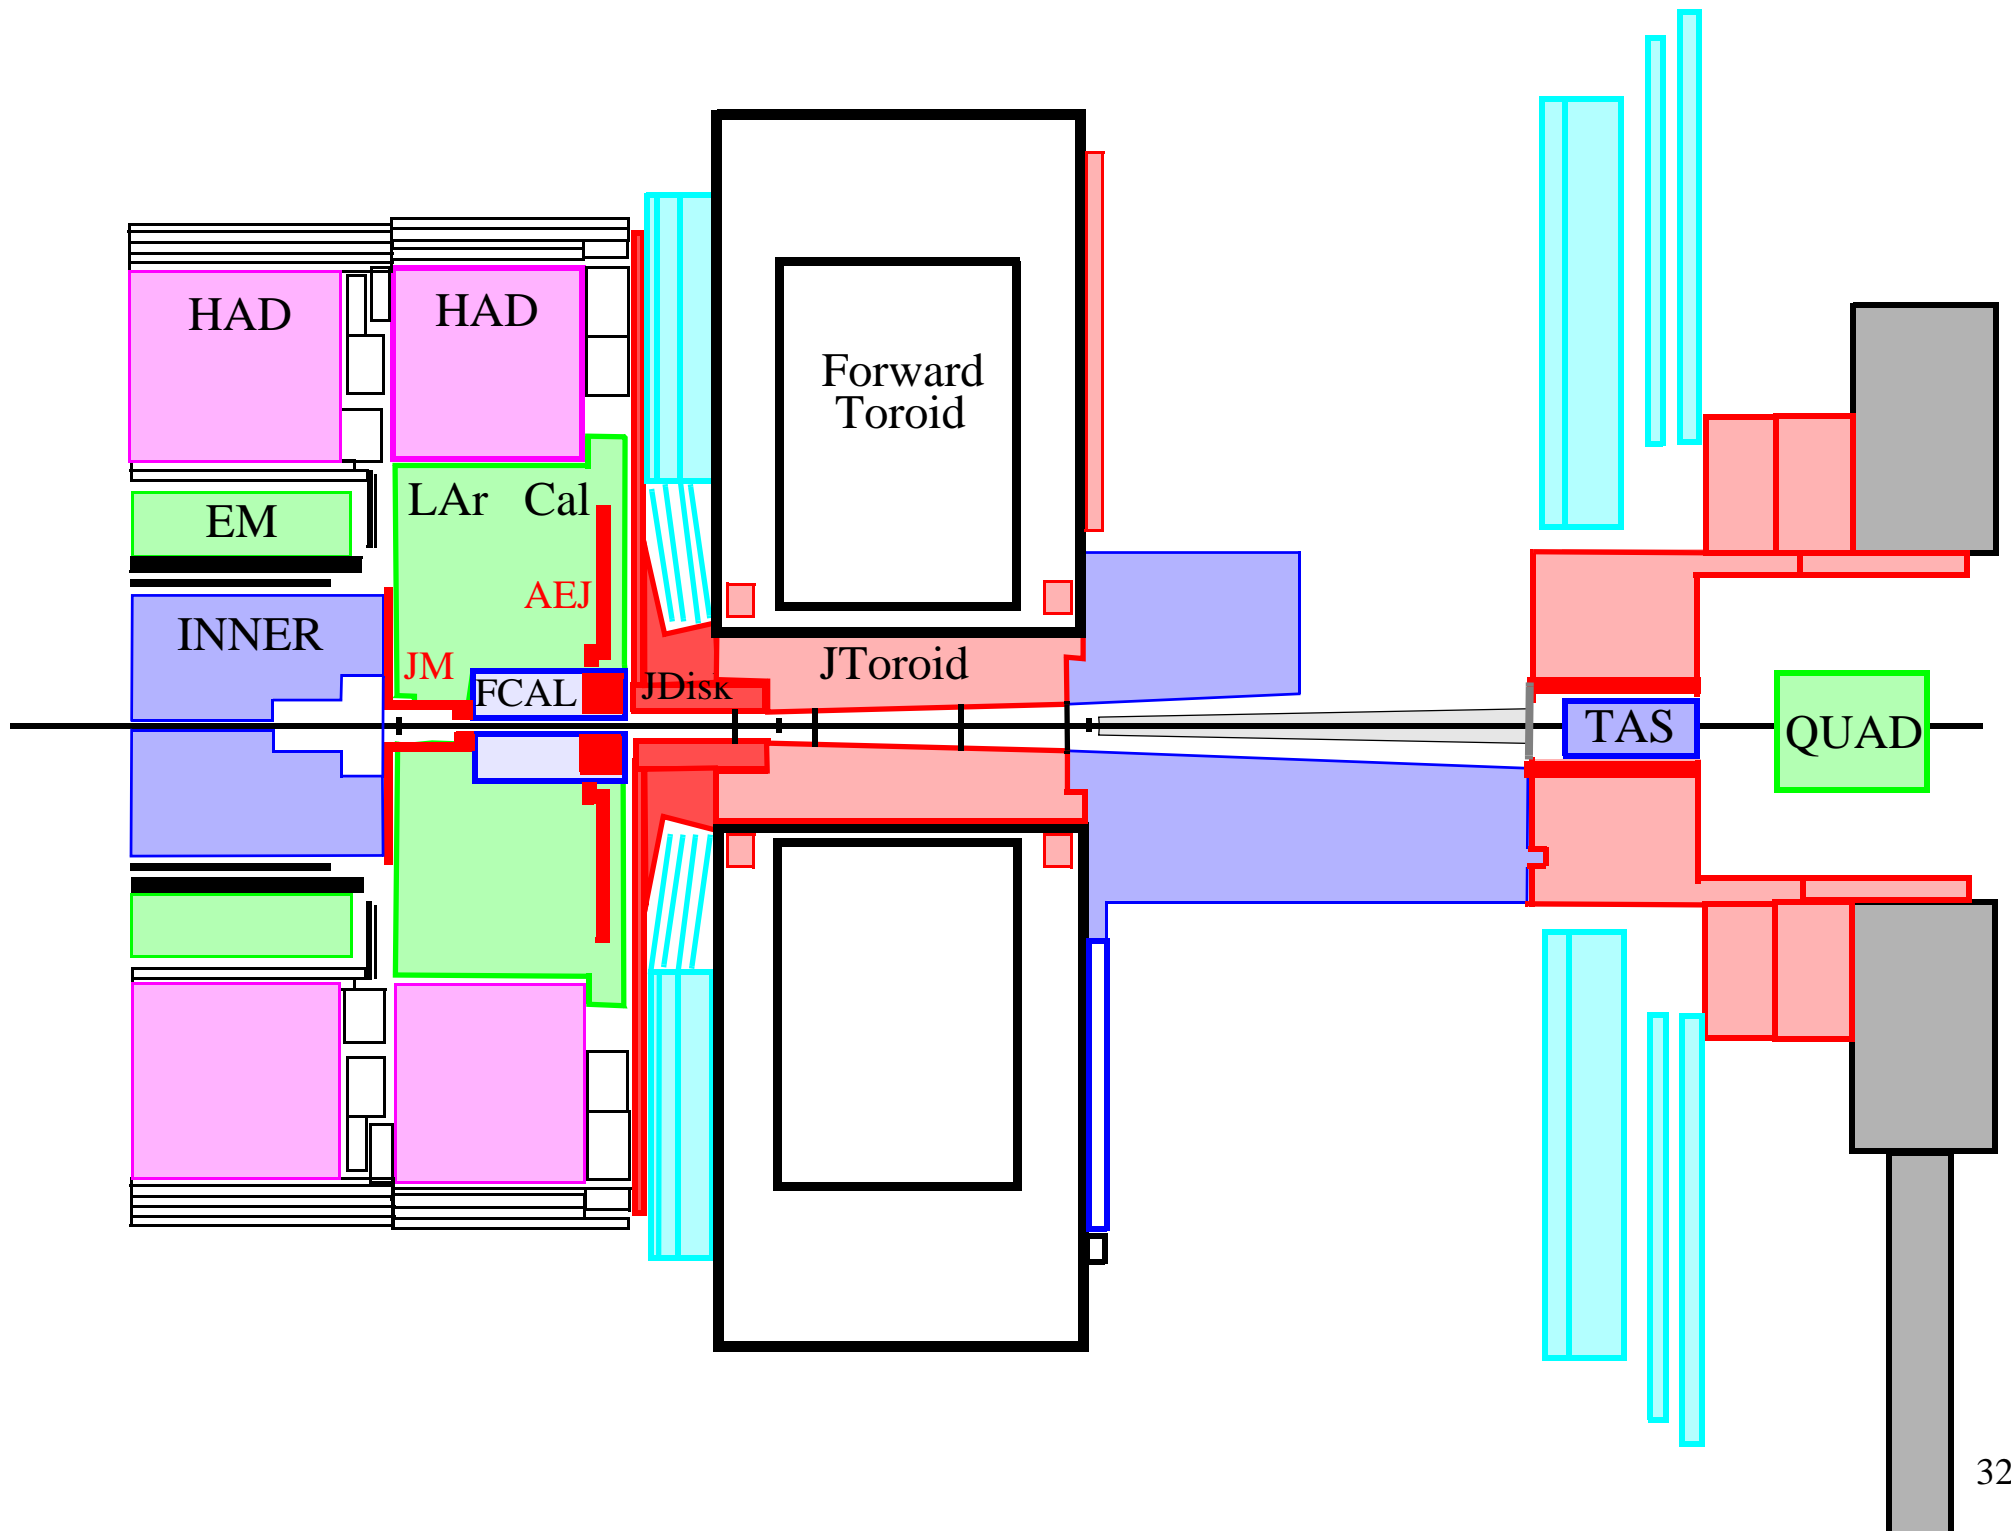 HAD
HAD
Forward
Toroid
LAr Cal
EM
AEJ
INNER
JM
JToroid
FCAL
JDisk
TAS
QUAD
32